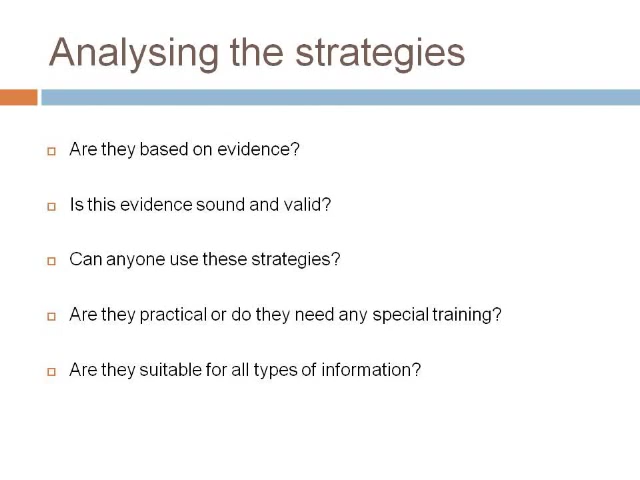 Analysing the strategies
Are they based on evidence?
Is this evidence sound and valid?
Can anyone use these strategies?
Are they practical or do they need any special training?
Are they suitable for all types of information?